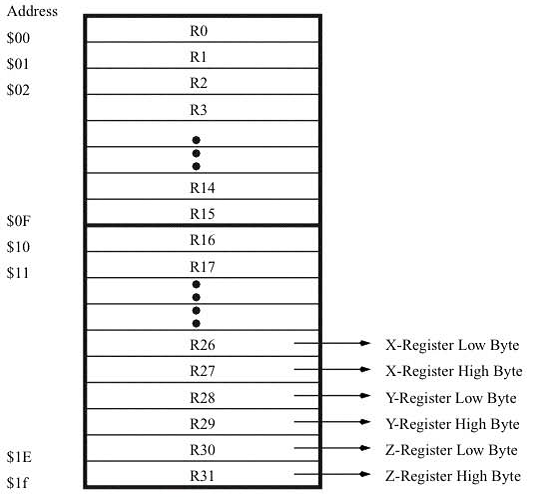 Address
$00 R0
$01 R1
$02 R2
R3
R14
$0F R15
$10 R16
$11 R17
R26 X-Register Low Byte
R27 X-Register High Byte
R28 Y-Register Low Byte
R29 Y-Register High Byte
$1E R30 Z-Register Low Byte
$1f R31 Z-Register High Byte